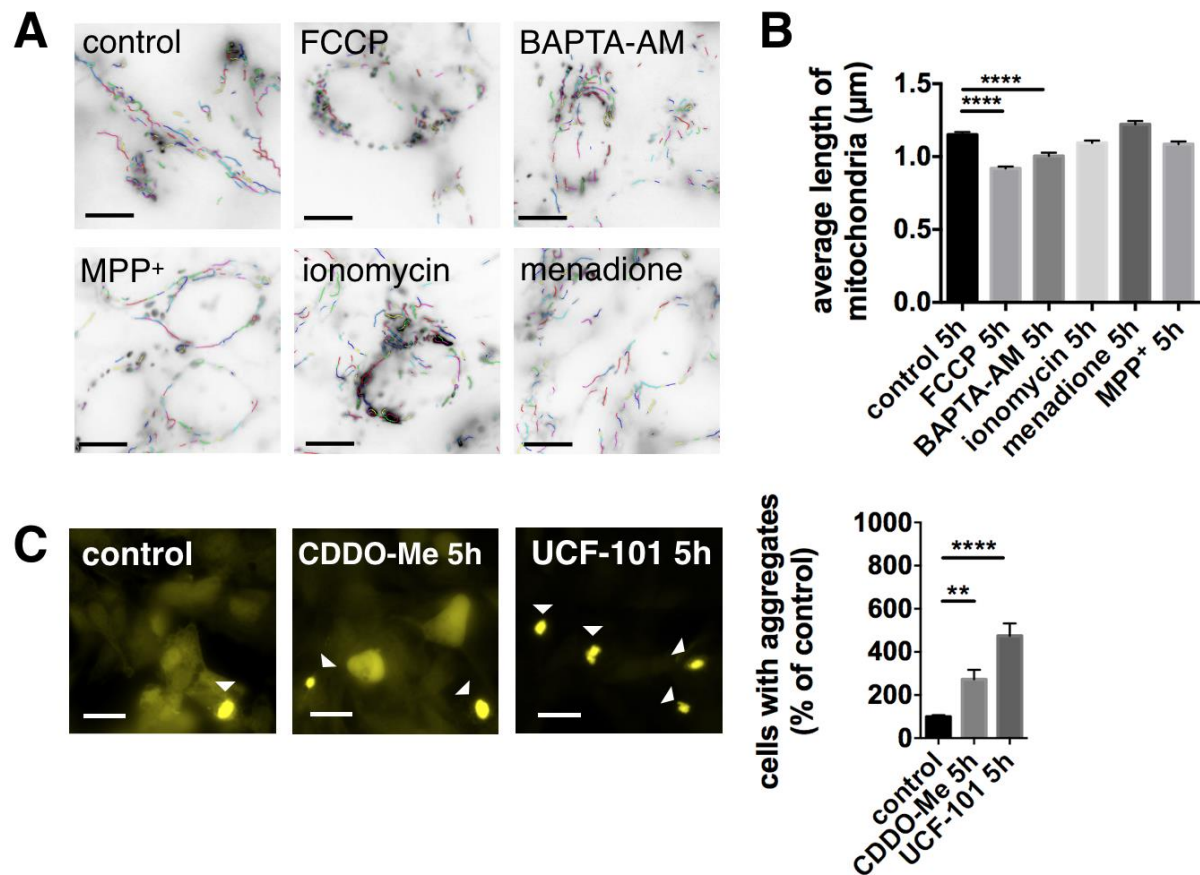 A
control
FCCP
BAPTA-AM
MPP+
ionomycin
menadione
B
average length of
mitochondria (µm)
1.5
1.0
0.5
0.0
****
****
control 5h
FCCP 5h
BAPTA-AM 5h
ionomycin 5h
menadione 5h
MPP+ 5h
C
control
CDDO-Me 5h
UCF-101 5h
cells with aggregates
(% of control)
1000
800
600
400
200
0
****
**
control
CDDO-Me 5h
UCF-101 5h